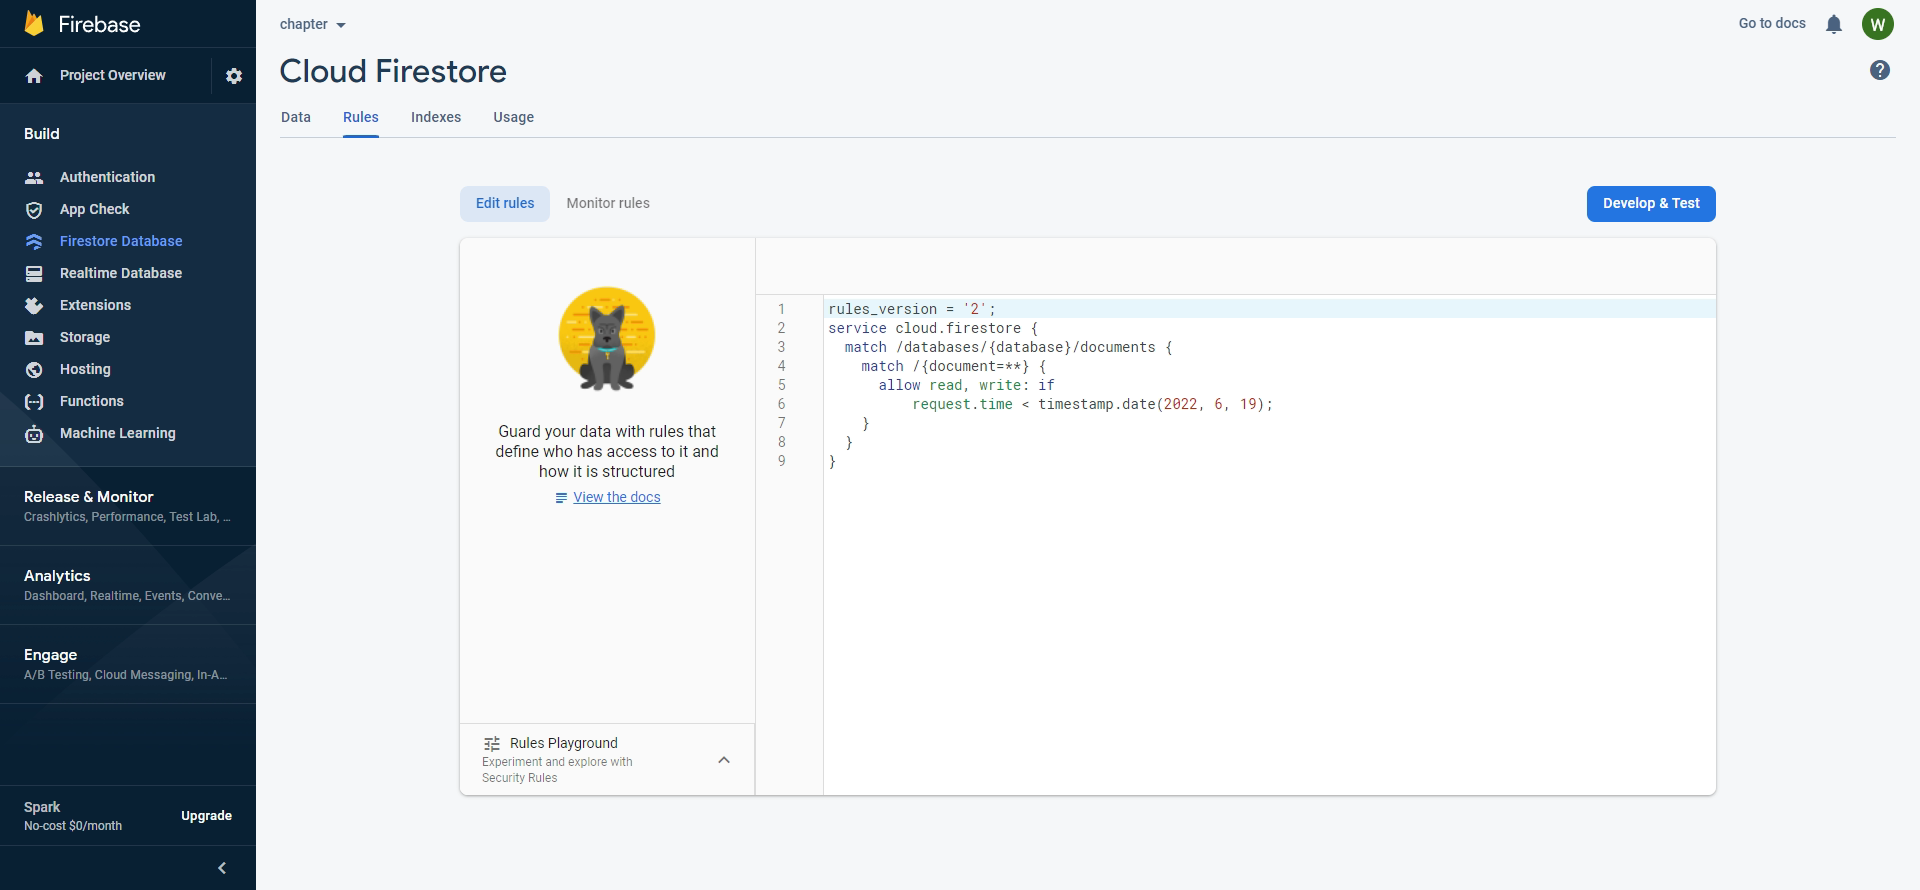 Firebase
Project Overview
Build
Authentication
App Check
Firestore Database
Realtime Database
Extensions
Storage
Hosting
Functions
Machine Learning
Release & Monitor
Crashlytics, Performance, Test Lab, ...
Analytics
Dashboard, Realtime, Events, Conve...
Engage
A/B Testing, Cloud Messaging, In-A...
Spark
No-cost $0/month
Upgrade
chapter
Go to docs
W
Cloud Firestore
?
Data Rules Indexes Usage
Edit rules Monitor rules
Develop & Test
Guard your data with rules that
define who has access to it and
how it is structured
View the docs
Rules Playground
Experiment and explore with
Security Rules
1 rules_version = '2';
2 service cloud.firestore {
3   match /databases/{database}/documents {
4     match /{document=**} {
5       allow read, write: if
6           request.time < timestamp.date(2022, 6, 19);
7     }
8   }
9 }